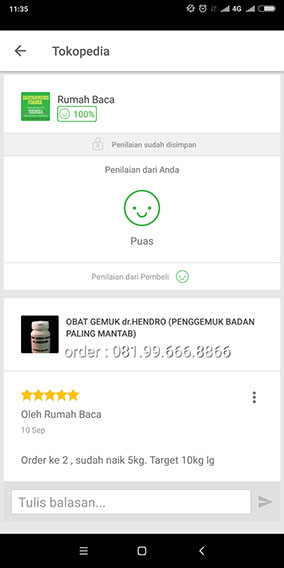 11:35
4G
Tokopedia
Rumah Baca
100%
Penilaian sudah disimpan
Penilaian dari Anda
Puas
Penilaian dari Pembeli
OBAT GEMUK dr.HENDRO (PENGGEMUK BADAN
PALING MANTAB)
order : 081.99.666.8866
Oleh Rumah Baca
10 Sep
Order ke 2 , sudah naik 5kg. Target 10kg lg
Tulis balasan...